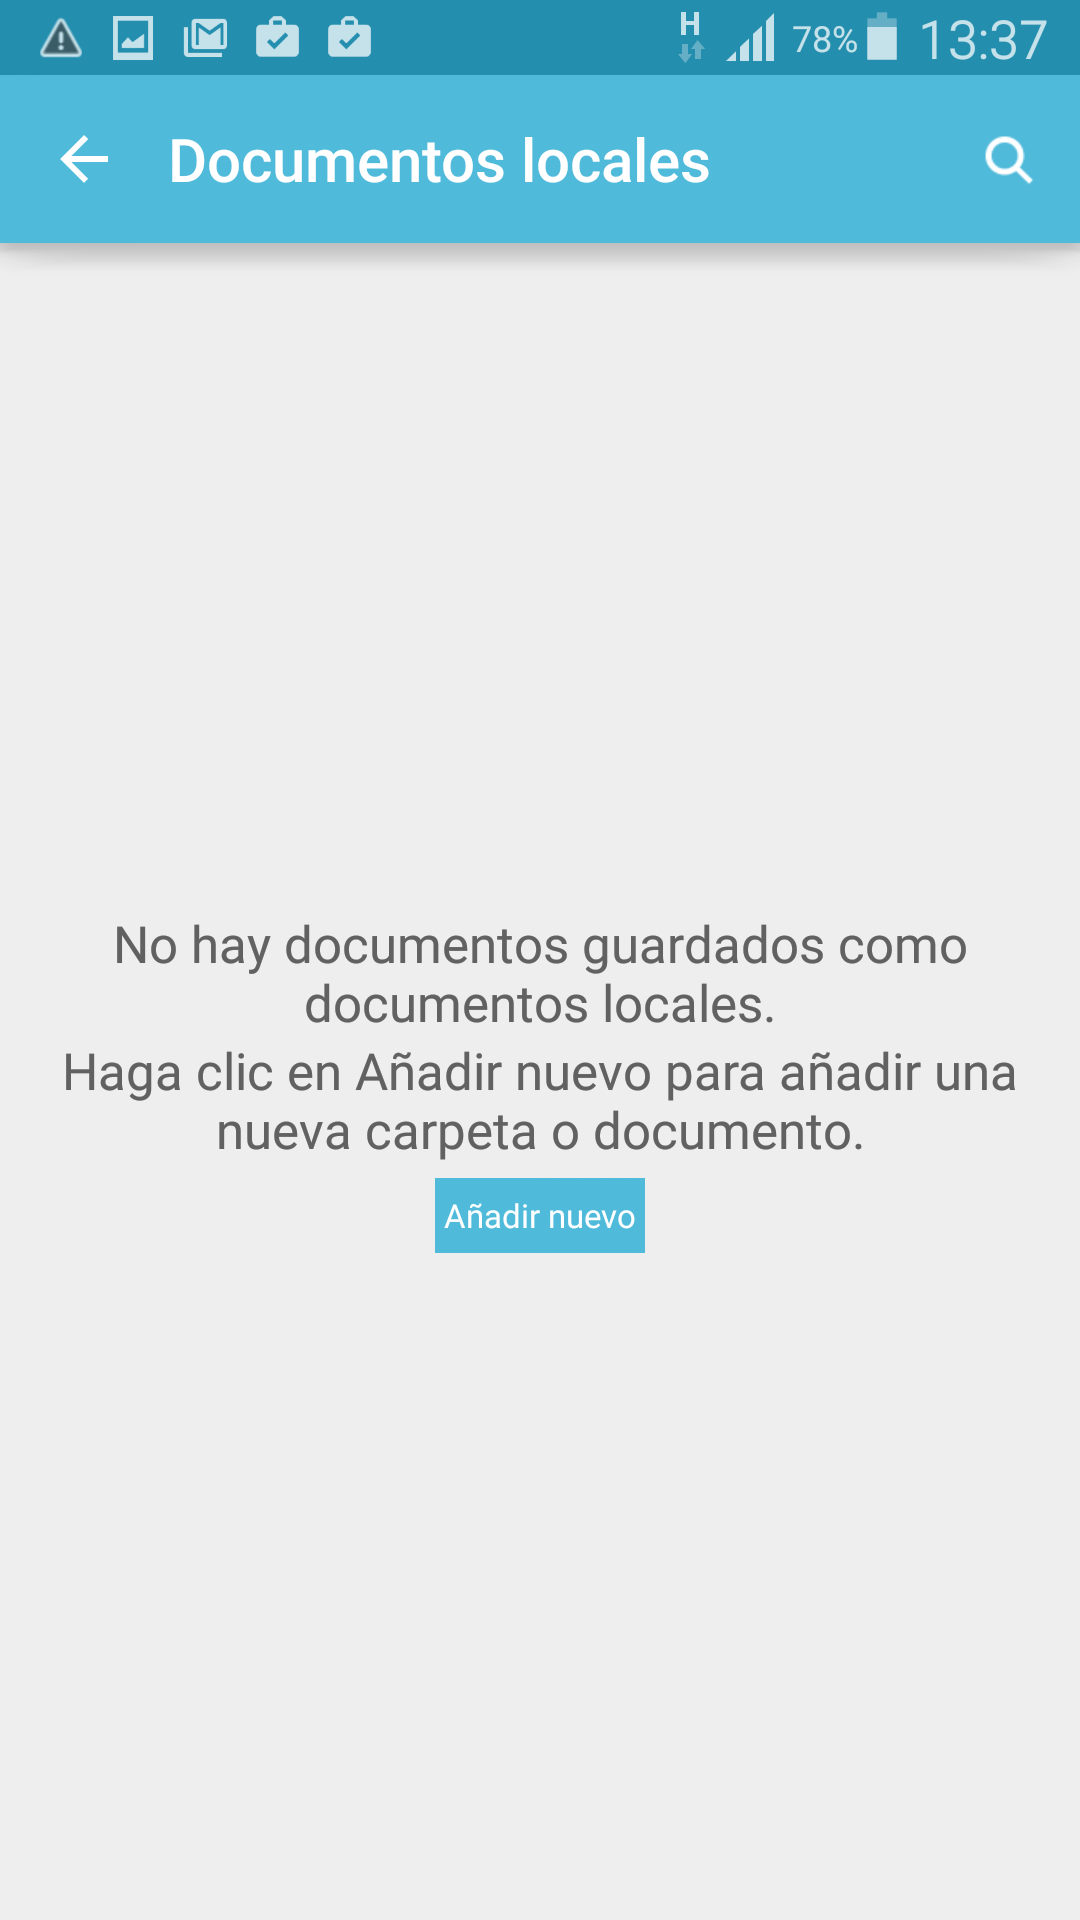 H 78% 13:37
Documentos locales
No hay documentos guardados como
documentos locales.
Haga clic en Añadir nuevo para añadir una
nueva carpeta o documento.
Añadir nuevo